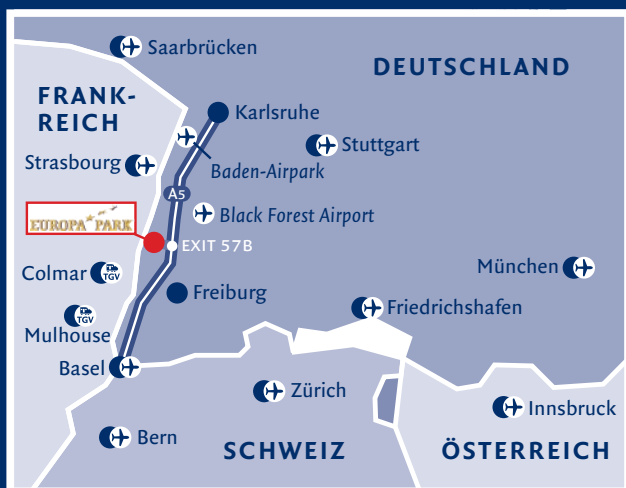 Saarbrücken
DEUTSCHLAND
FRANK-
REICH
Karlsruhe
Stuttgart
Strasbourg
Baden-Airpark
A5
EUROPA PARK
Black Forest Airport
EXIT 57B
Colmar
TGV
München
Freiburg
Friedrichshafen
TGV
Mulhouse
Basel
Zürich
Innsbruck
Bern
SCHWEIZ
ÖSTERREICH